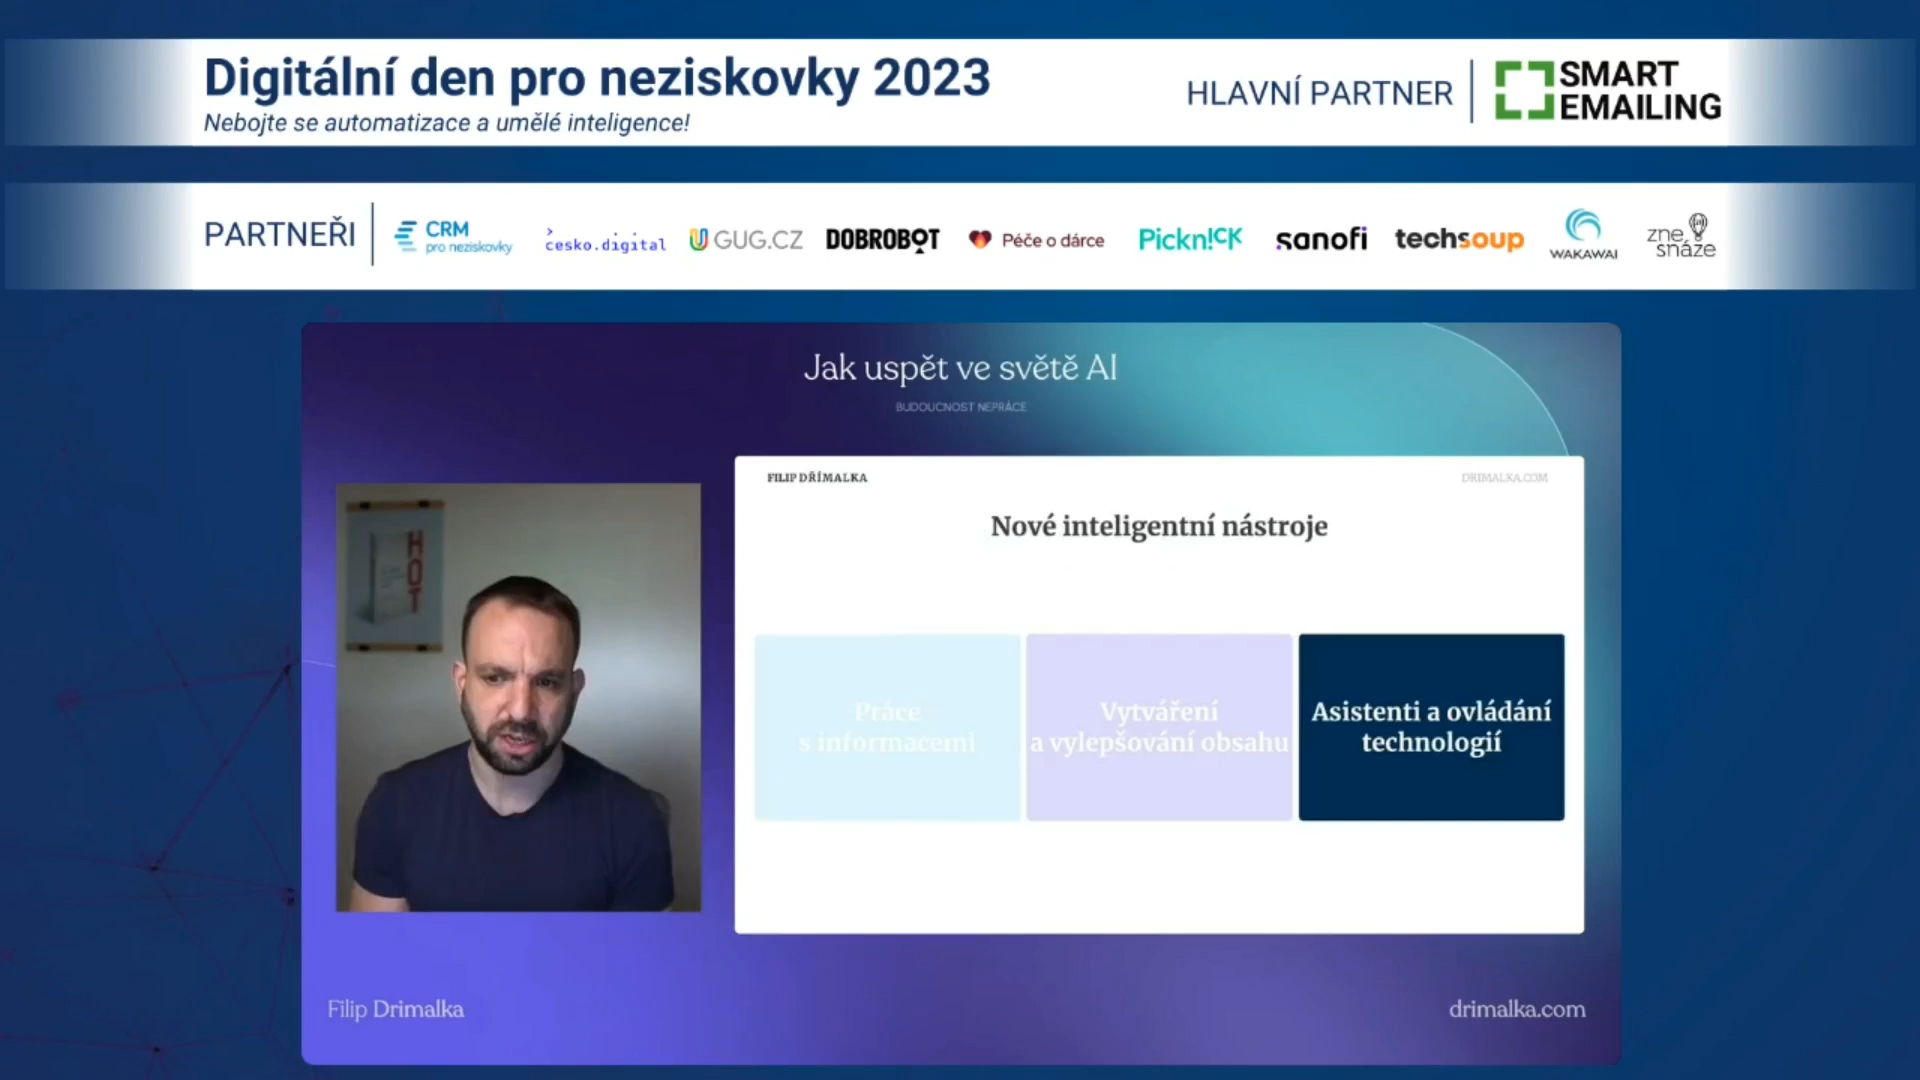 Digitální den pro neziskovky 2023
Nebojte se automatizace a umělé inteligence!
HLAVNÍ PARTNER
SMART
EMAILING
PARTNEŘI
CRM
pro neziskovky
>
cesko.digital
GUG.CZ
DOBROBOT
Péče o dárce
Pickn!CK
sanofi
techsoup
WAKAWAI
zne
snáze
Jak uspět ve světě AI
BUDOUCNOST NEPRÁCE
FILIP DŘÍMALKA
DRIMALKA.COM
Nové inteligentní nástroje
HOT
Práce
s informacemi
Vytváření
a vylepšování obsahu
Asistenti a ovládání
technologií
Filip Drimalka
drimalka.com